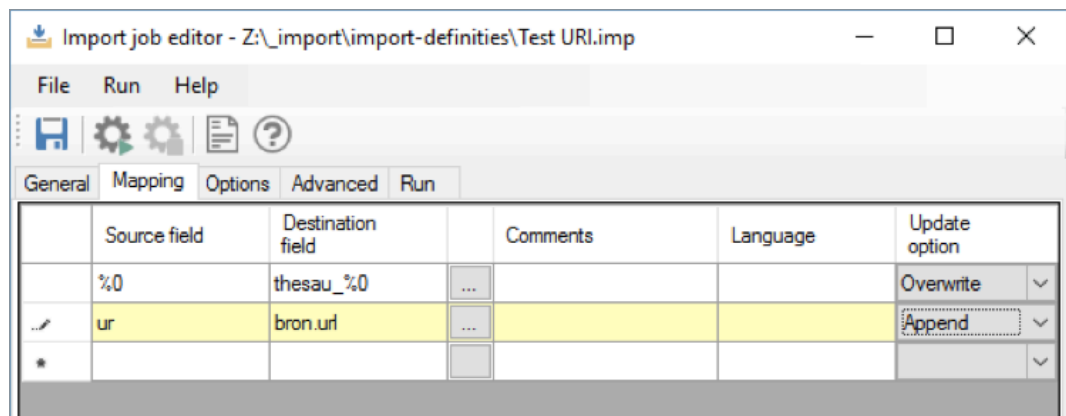 Import job editor - Z:\_import\import-definities\Test URI.imp
File Run Help
General Mapping Options Advanced Run
Source field Destination field Comments Language Update option
%0 thesau_%0 ... Overwrite
ur bron.url ... Append